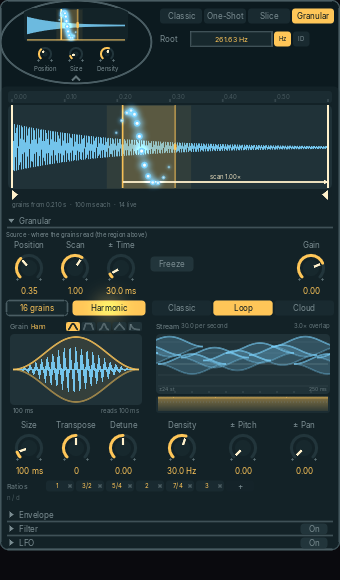 Classic One-Shot Slice Granular
Root 261.63 Hz Hz ID
Position Size Density
0.00 0.10 0.20 0.30 0.40 0.50
scan 1.00×
grains from 0.210 s · 100 ms each · 14 live
Granular
Source · where the grains read (the region above)
Position Scan ± Time Gain
Freeze
0.35 1.00 30.0 ms 0.00
16 grains Harmonic Classic Loop Cloud
Grain Harm Stream 30.0 per second 3.0× overlap
100 ms reads 100 ms
Size Transpose Detune Density ± Pitch ± Pan
100 ms 0 0.00 30.0 Hz 0.00 0.00
Ratios 1 3/2 5/4 2 7/4 3 +
n / d
Envelope
Filter On
LFO On